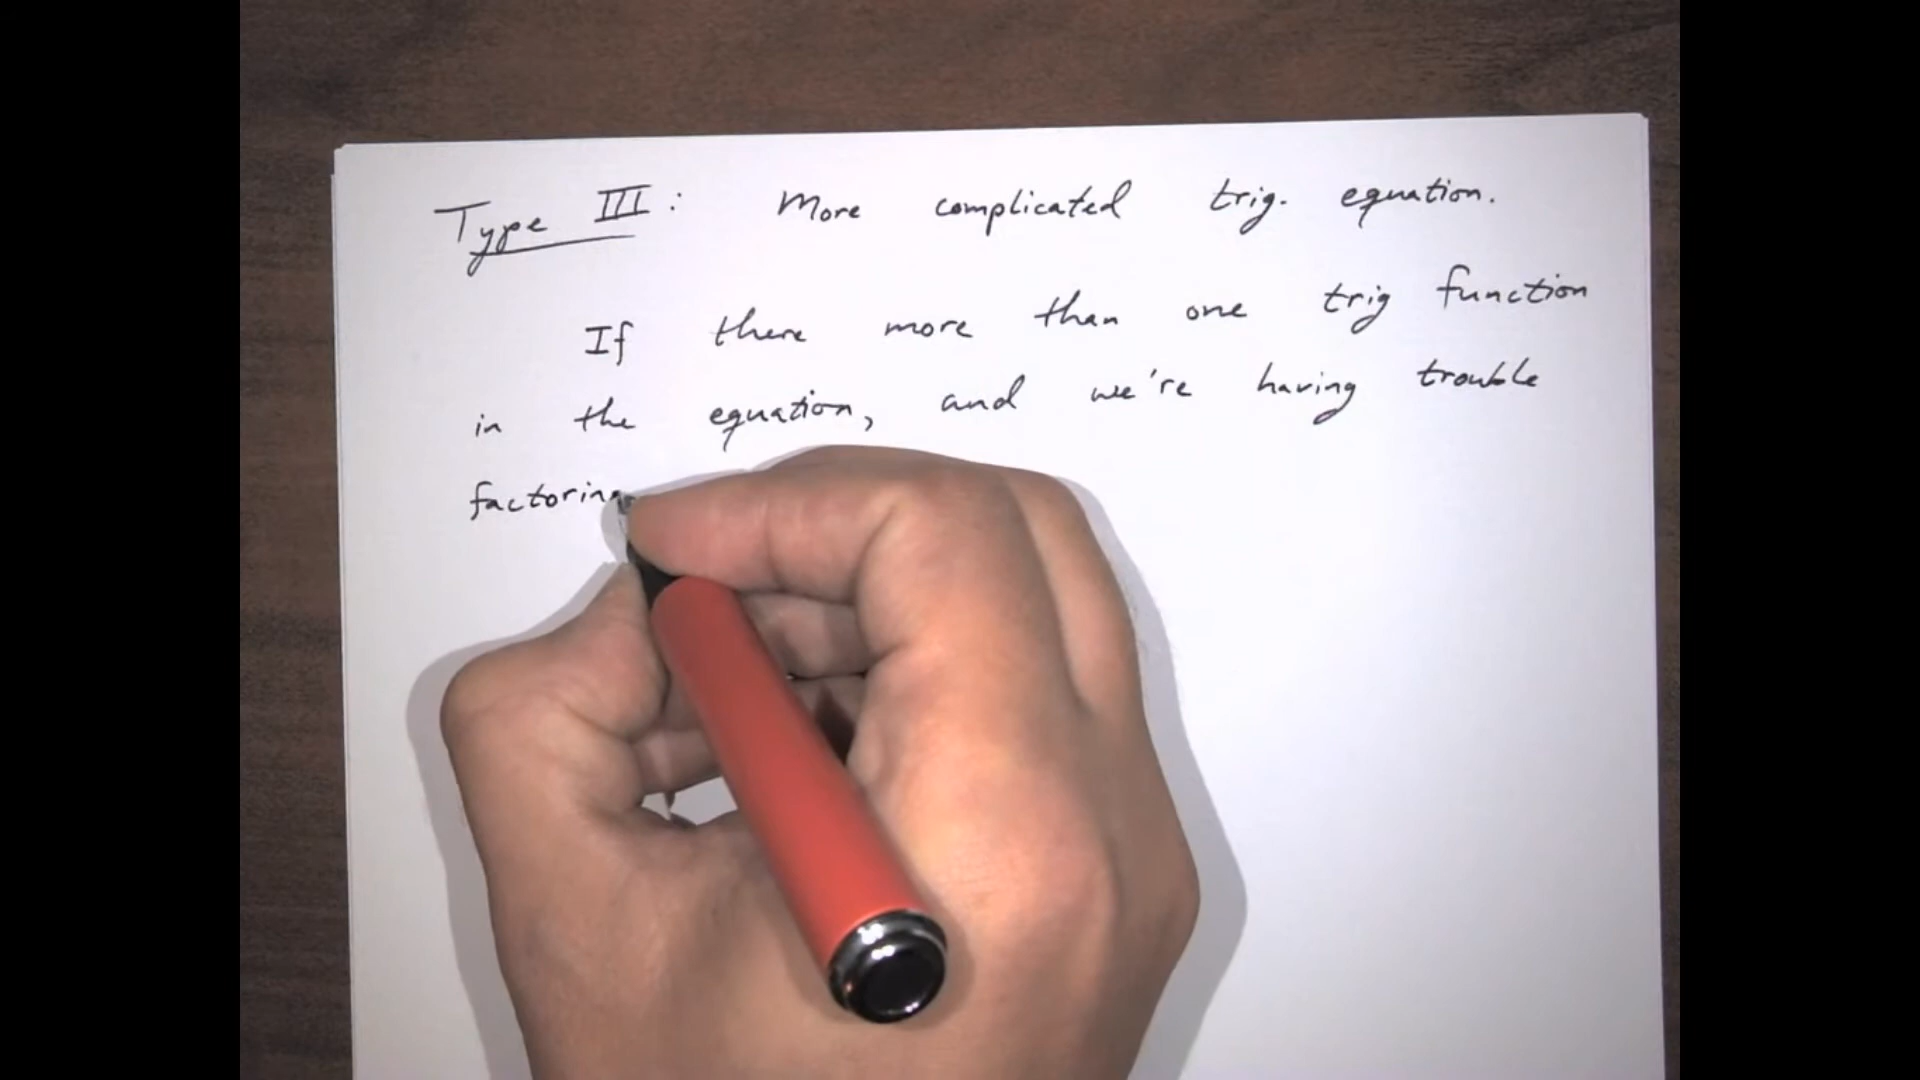 Type III: More complicated trig. equation.
If there more than one trig function
in the equation, and we're having trouble
factoring